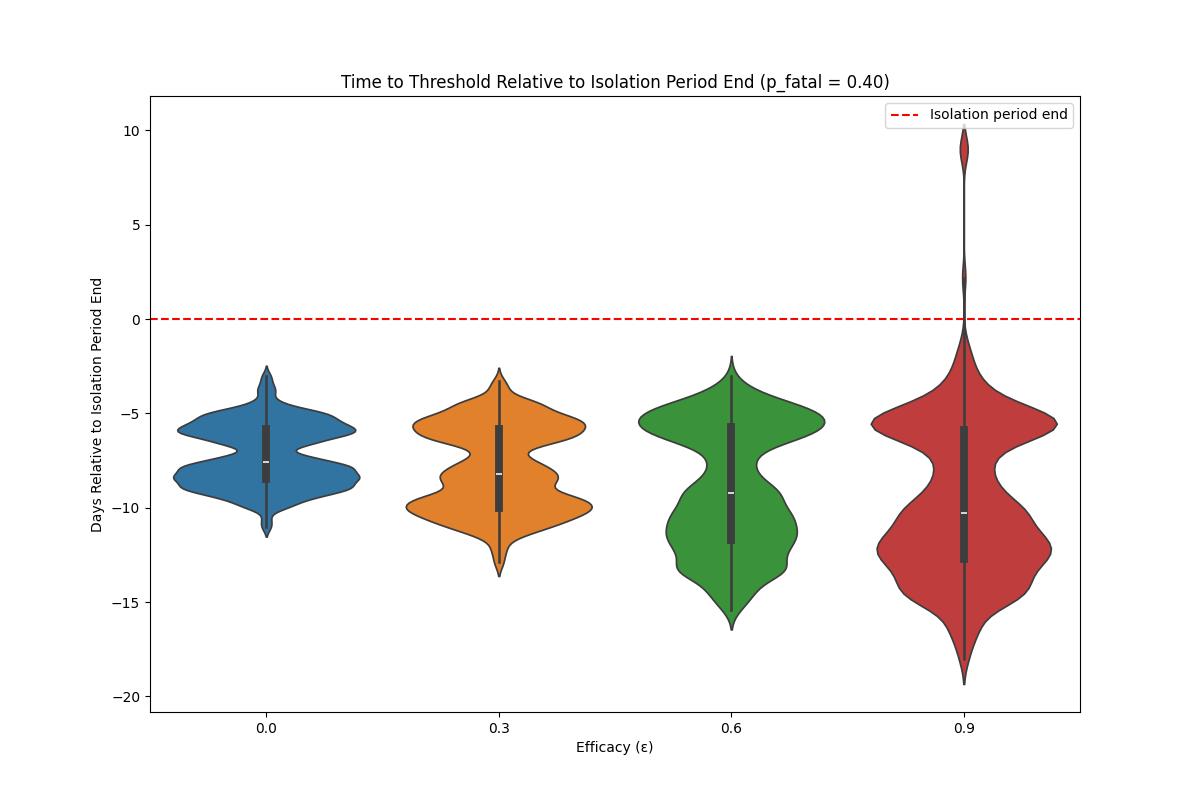 Time to Threshold Relative to Isolation Period End (p_fatal = 0.40)
Isolation period end
10
5
0
−5
−10
−15
−20
Days Relative to Isolation Period End
0.0 0.3 0.6 0.9
Efficacy (ε)